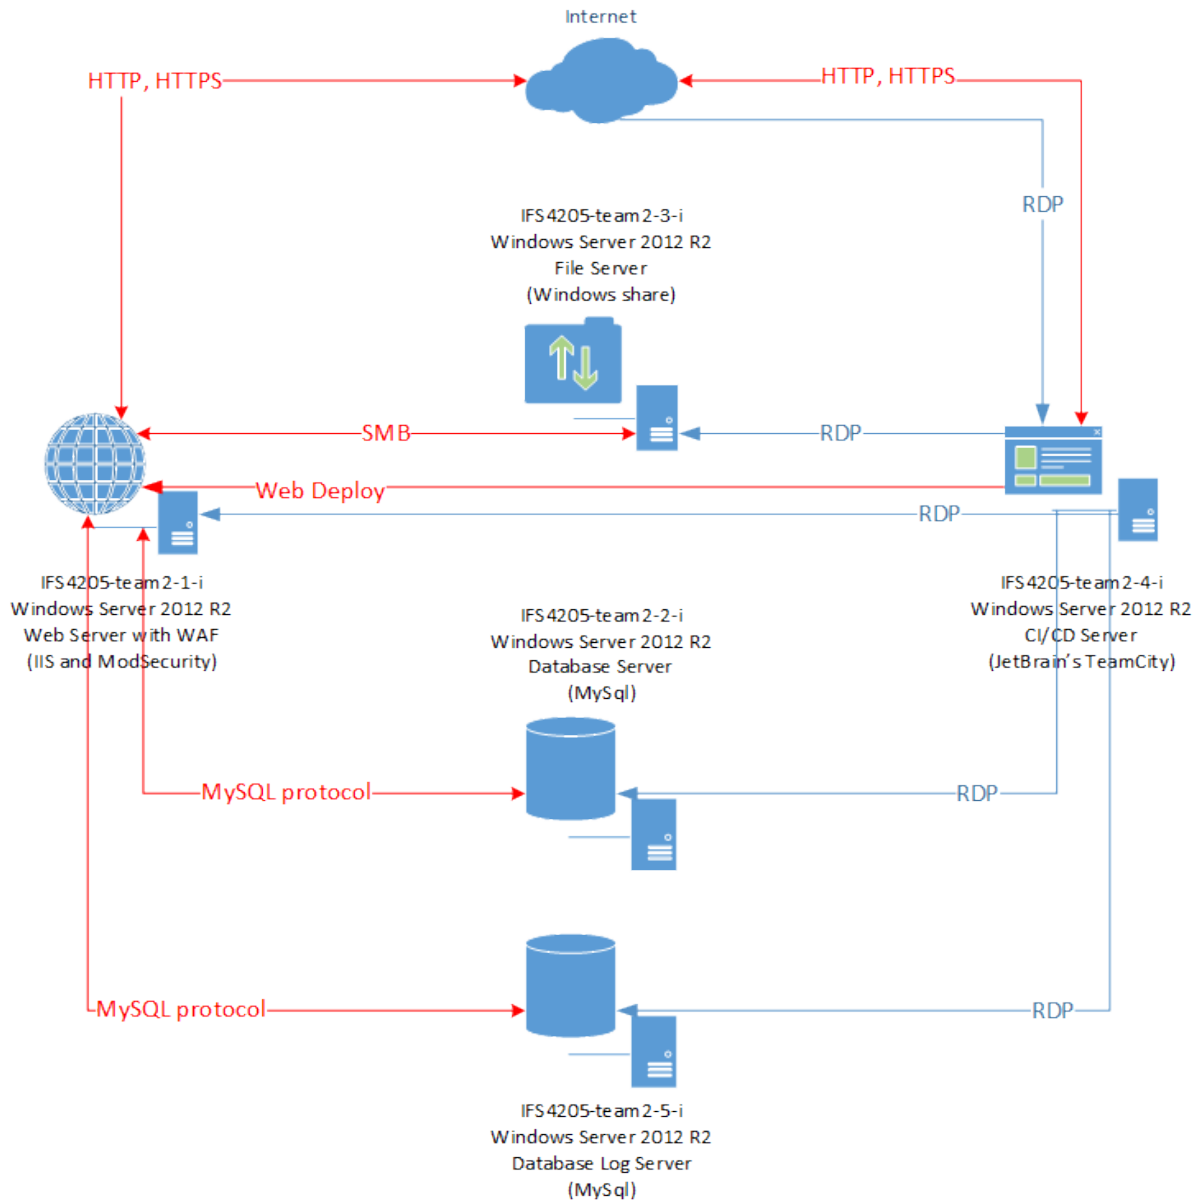 Internet
HTTP, HTTPS
HTTP, HTTPS
RDP
IFS4205-team2-3-i
Windows Server 2012 R2
File Server
(Windows share)
SMB
RDP
Web Deploy
RDP
IFS4205-team2-1-i
Windows Server 2012 R2
Web Server with WAF
(IIS and ModSecurity)
IFS4205-team2-4-i
Windows Server 2012 R2
CI/CD Server
(JetBrain's TeamCity)
IFS4205-team2-2-i
Windows Server 2012 R2
Database Server
(MySql)
MySQL protocol
RDP
MySQL protocol
RDP
IFS4205-team2-5-i
Windows Server 2012 R2
Database Log Server
(MySql)